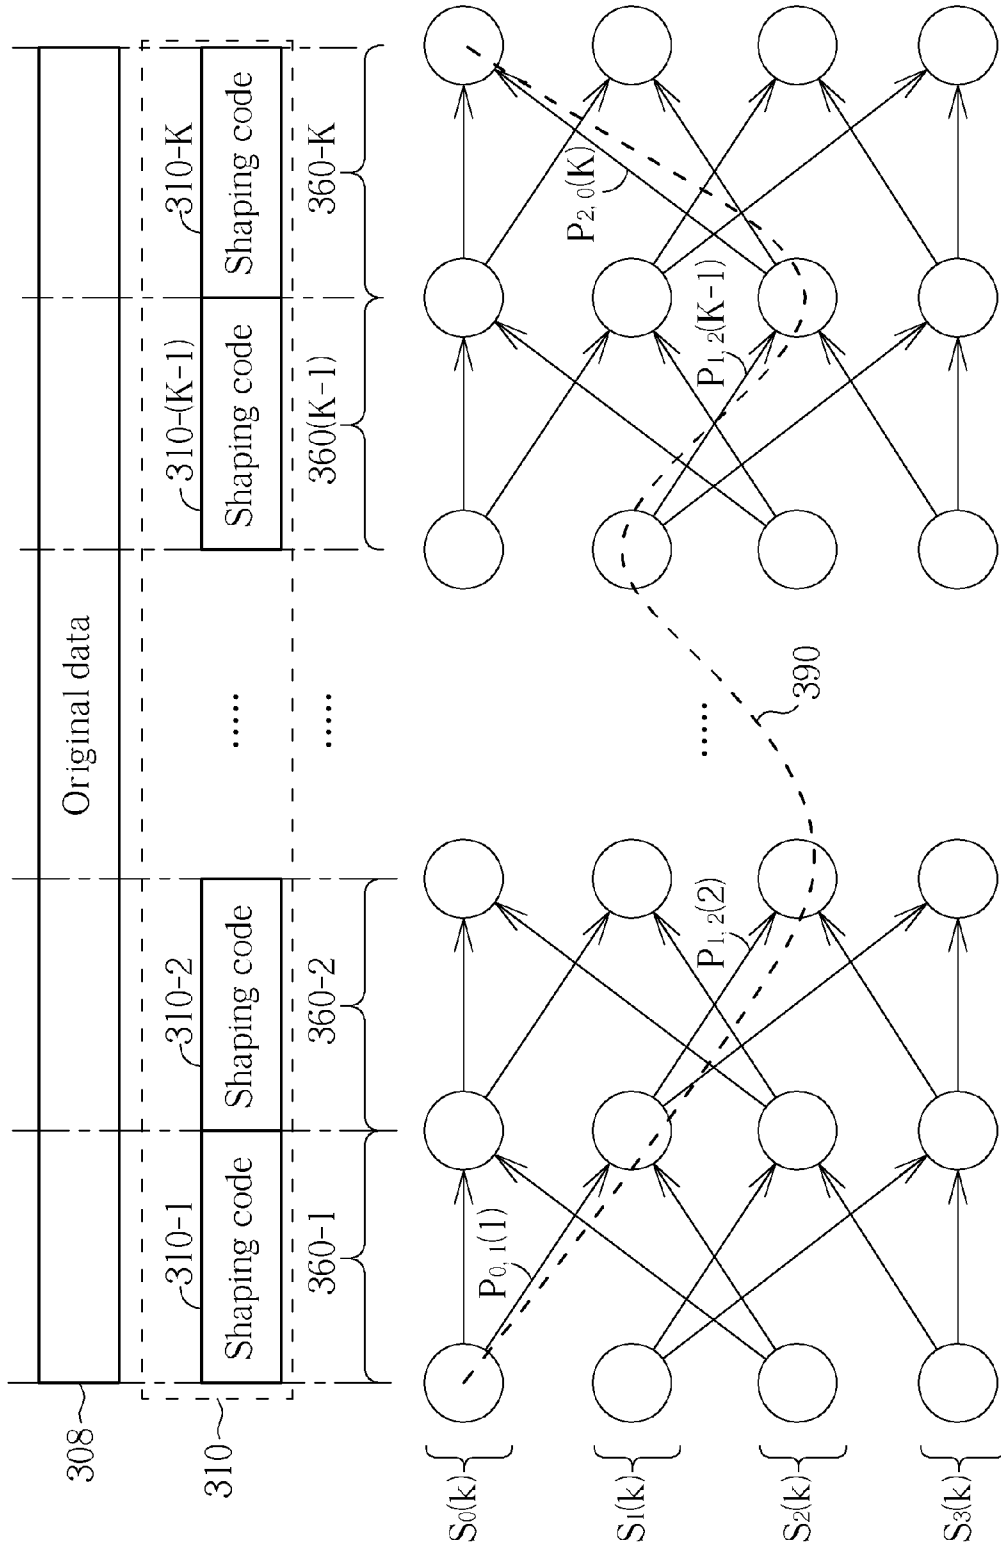 308
Original data
310
310-1
310-2
310-(K-1)
310-K
Shaping code
Shaping code
.....
Shaping code
Shaping code
360-1
360-2
.....
360(K-1)
360-K
S0(k)
S1(k)
S2(k)
S3(k)
P0, 1(1)
P1, 2(2)
.....
390
P1, 2(K-1)
P2, 0(K)